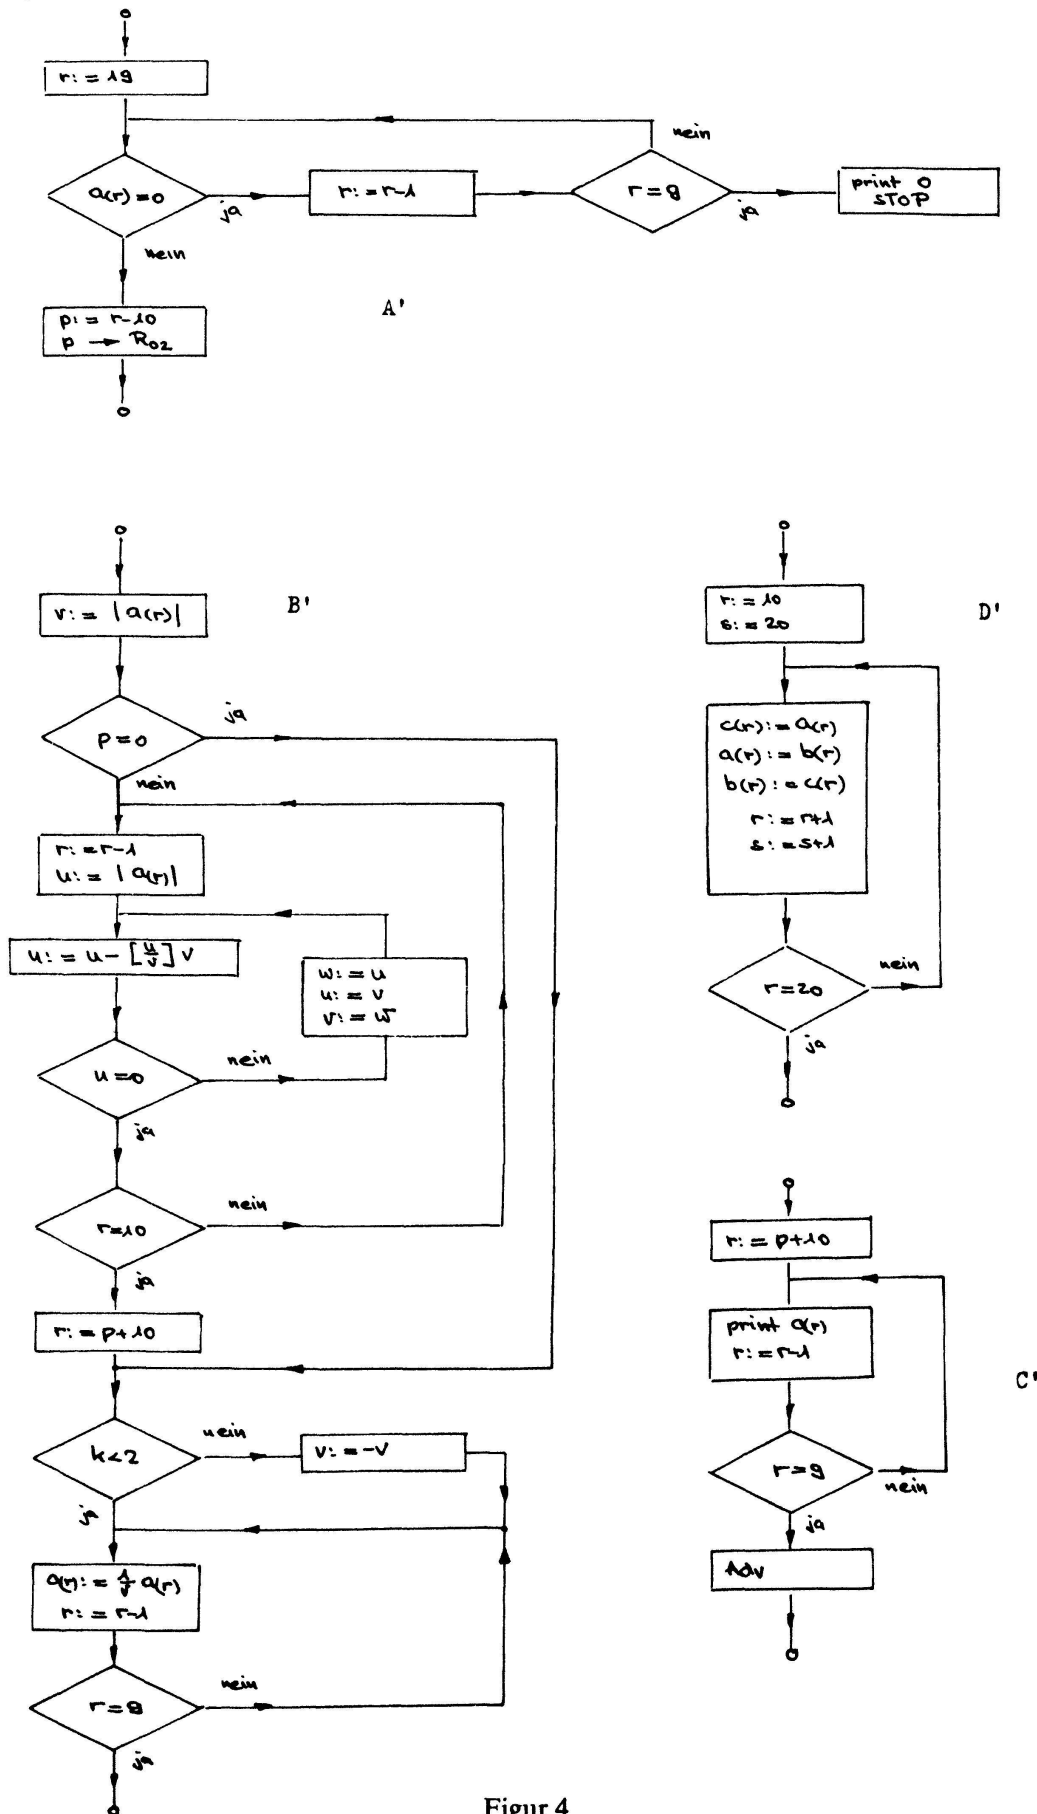 r: = 19
nein
a(r) = 0
ja
r: = r-1
r = 9
ja
print 0
STOP
nein
p: = r-10
p → R₀₂
A'
B'
v: = |a(r)|
ja
p = 0
nein
r: = r-1
u: = |a(r)|
u: = u - [u/v] v
w: = u
u: = v
v: = w
nein
u = 0
ja
nein
r = 10
ja
r: = p+10
nein
k < 2
v: = -v
ja
a(r): = 1/v a(r)
r: = r-1
nein
r = 9
ja
D'
r: = 10
s: = 20
c(r): = a(r)
a(r): = b(r)
b(r): = c(r)
r: = r+1
s: = s+1
nein
r = 20
ja
r: = p+10
print a(r)
r: = r-1
C'
r = 9
nein
ja
Adv
Figur 4